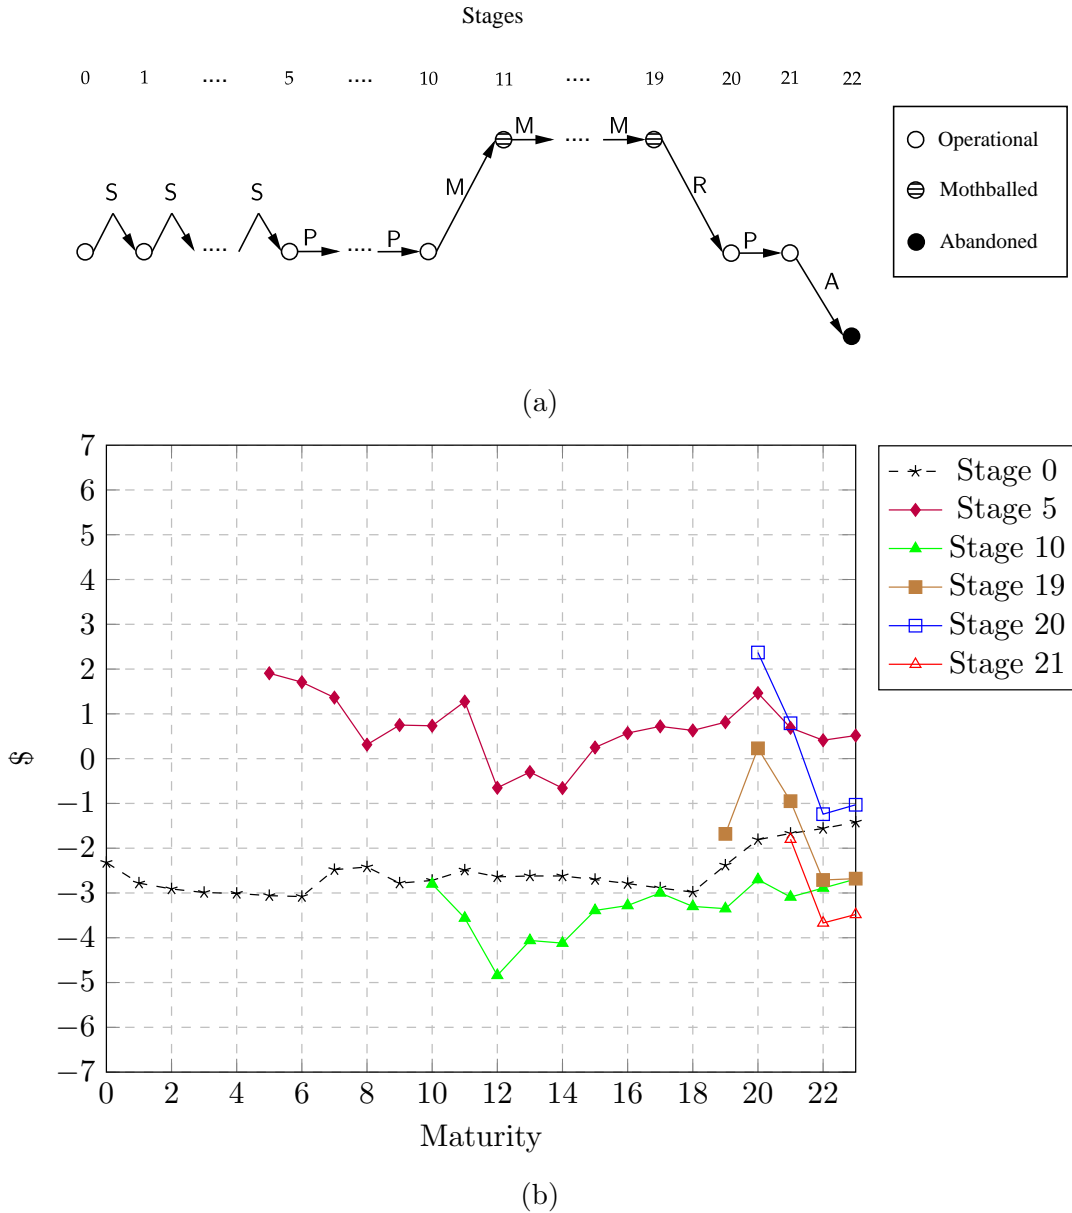 Stages
0 1 .... 5 .... 10 11 .... 19 20 21 22
M .... M
Operational
S S S
R
Mothballed
M
.... P .... P P
Abandoned
A
(a)
7
6
5
4
3
2
1
0
−1
−2
−3
−4
−5
−6
−7
$
0 2 4 6 8 10 12 14 16 18 20 22
Maturity
Stage 0
Stage 5
Stage 10
Stage 19
Stage 20
Stage 21
(b)